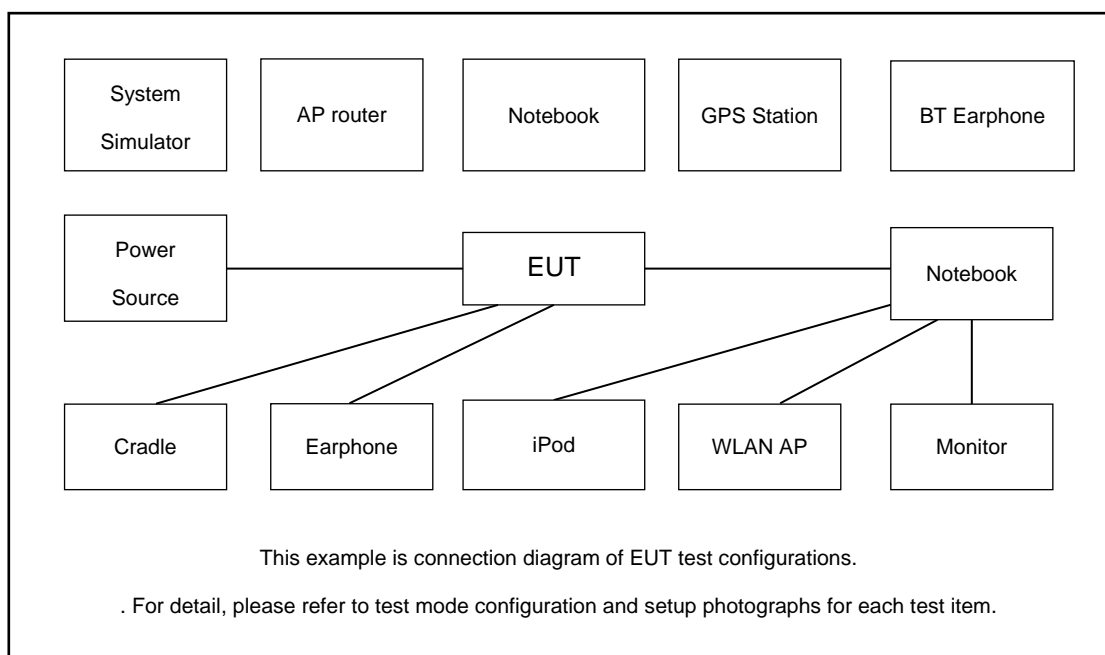 System
Simulator
AP router
Notebook
GPS Station
BT Earphone
Power
Source
EUT
Notebook
Cradle
Earphone
iPod
WLAN AP
Monitor
This example is connection diagram of EUT test configurations.
. For detail, please refer to test mode configuration and setup photographs for each test item.